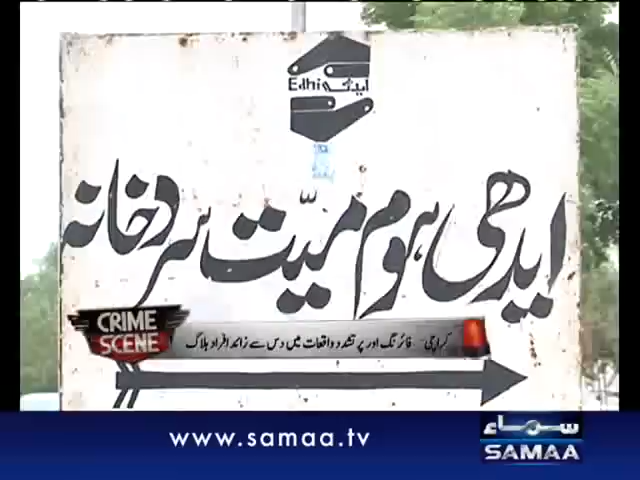 Edhi ایدھی
ایدھی ہوم میّت سردخانہ
CRIME
SCENE
کراچی فائرنگ اور پرتشدد واقعات میں دس سے زائد افراد ہلاک
www.samaa.tv
سماء
SAMAA